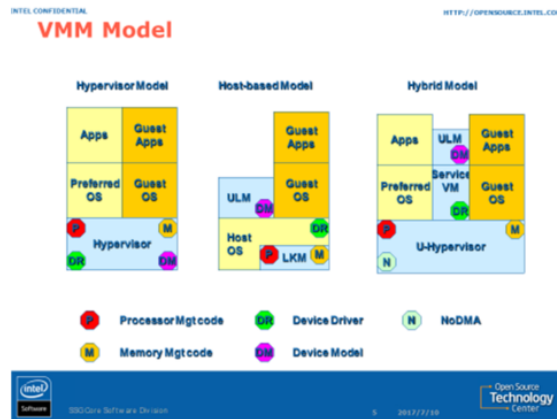 INTEL CONFIDENTIAL
HTTP://OPENSOURCE.INTEL.COM
VMM Model
Hypervisor Model
Host-based Model
Hybrid Model
Apps
Guest Apps
Preferred OS
Guest OS
P
M
Hypervisor
DR
DM
Guest Apps
ULM
DM
Guest OS
Host OS
DR
P
LKM
M
Apps
ULM
DM
Guest Apps
Preferred OS
Service VM
DR
Guest OS
P
M
U-Hypervisor
N
P
Processor Mgt code
DR
Device Driver
N
NoDMA
M
Memory Mgt code
DM
Device Model
intel
Software
SSG Core Software Division
5
2017/7/10
Open Source
Technology
Center